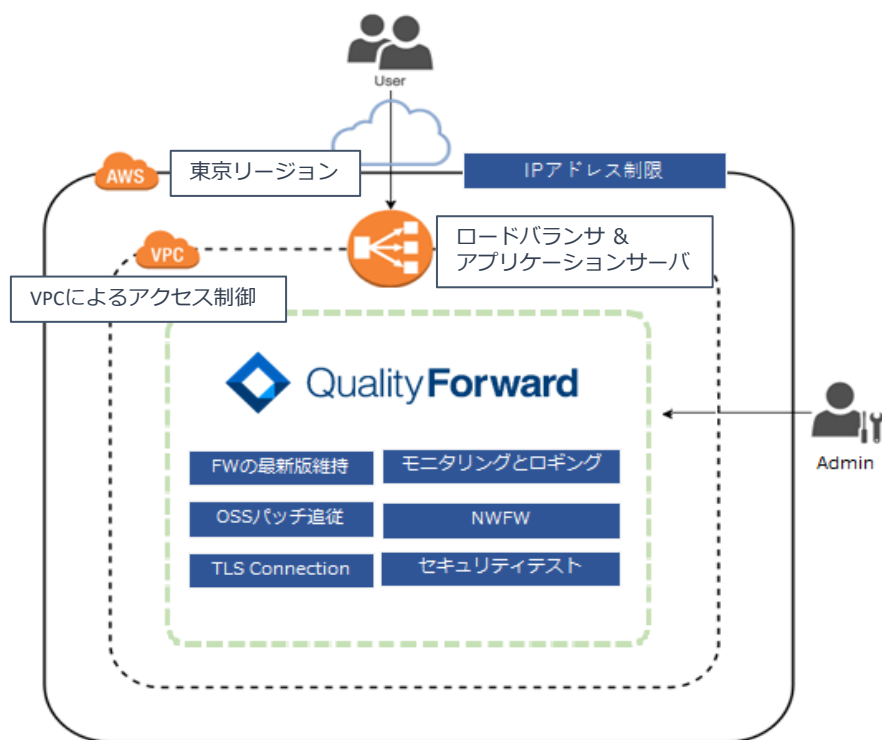 User
AWS
東京リージョン
IPアドレス制限
VPC
ロードバランサ &
アプリケーションサーバ
VPCによるアクセス制御
QualityForward
FWの最新版維持
モニタリングとロギング
OSSパッチ追従
NWFW
TLS Connection
セキュリティテスト
Admin